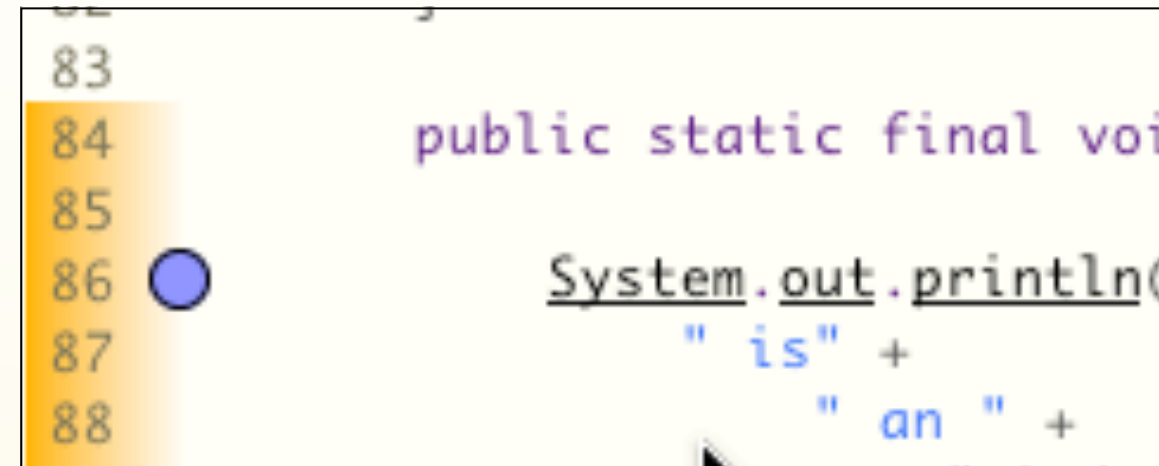 83
84 public static final voi
85
86 System.out.println(
87 " is" +
88 " an " +